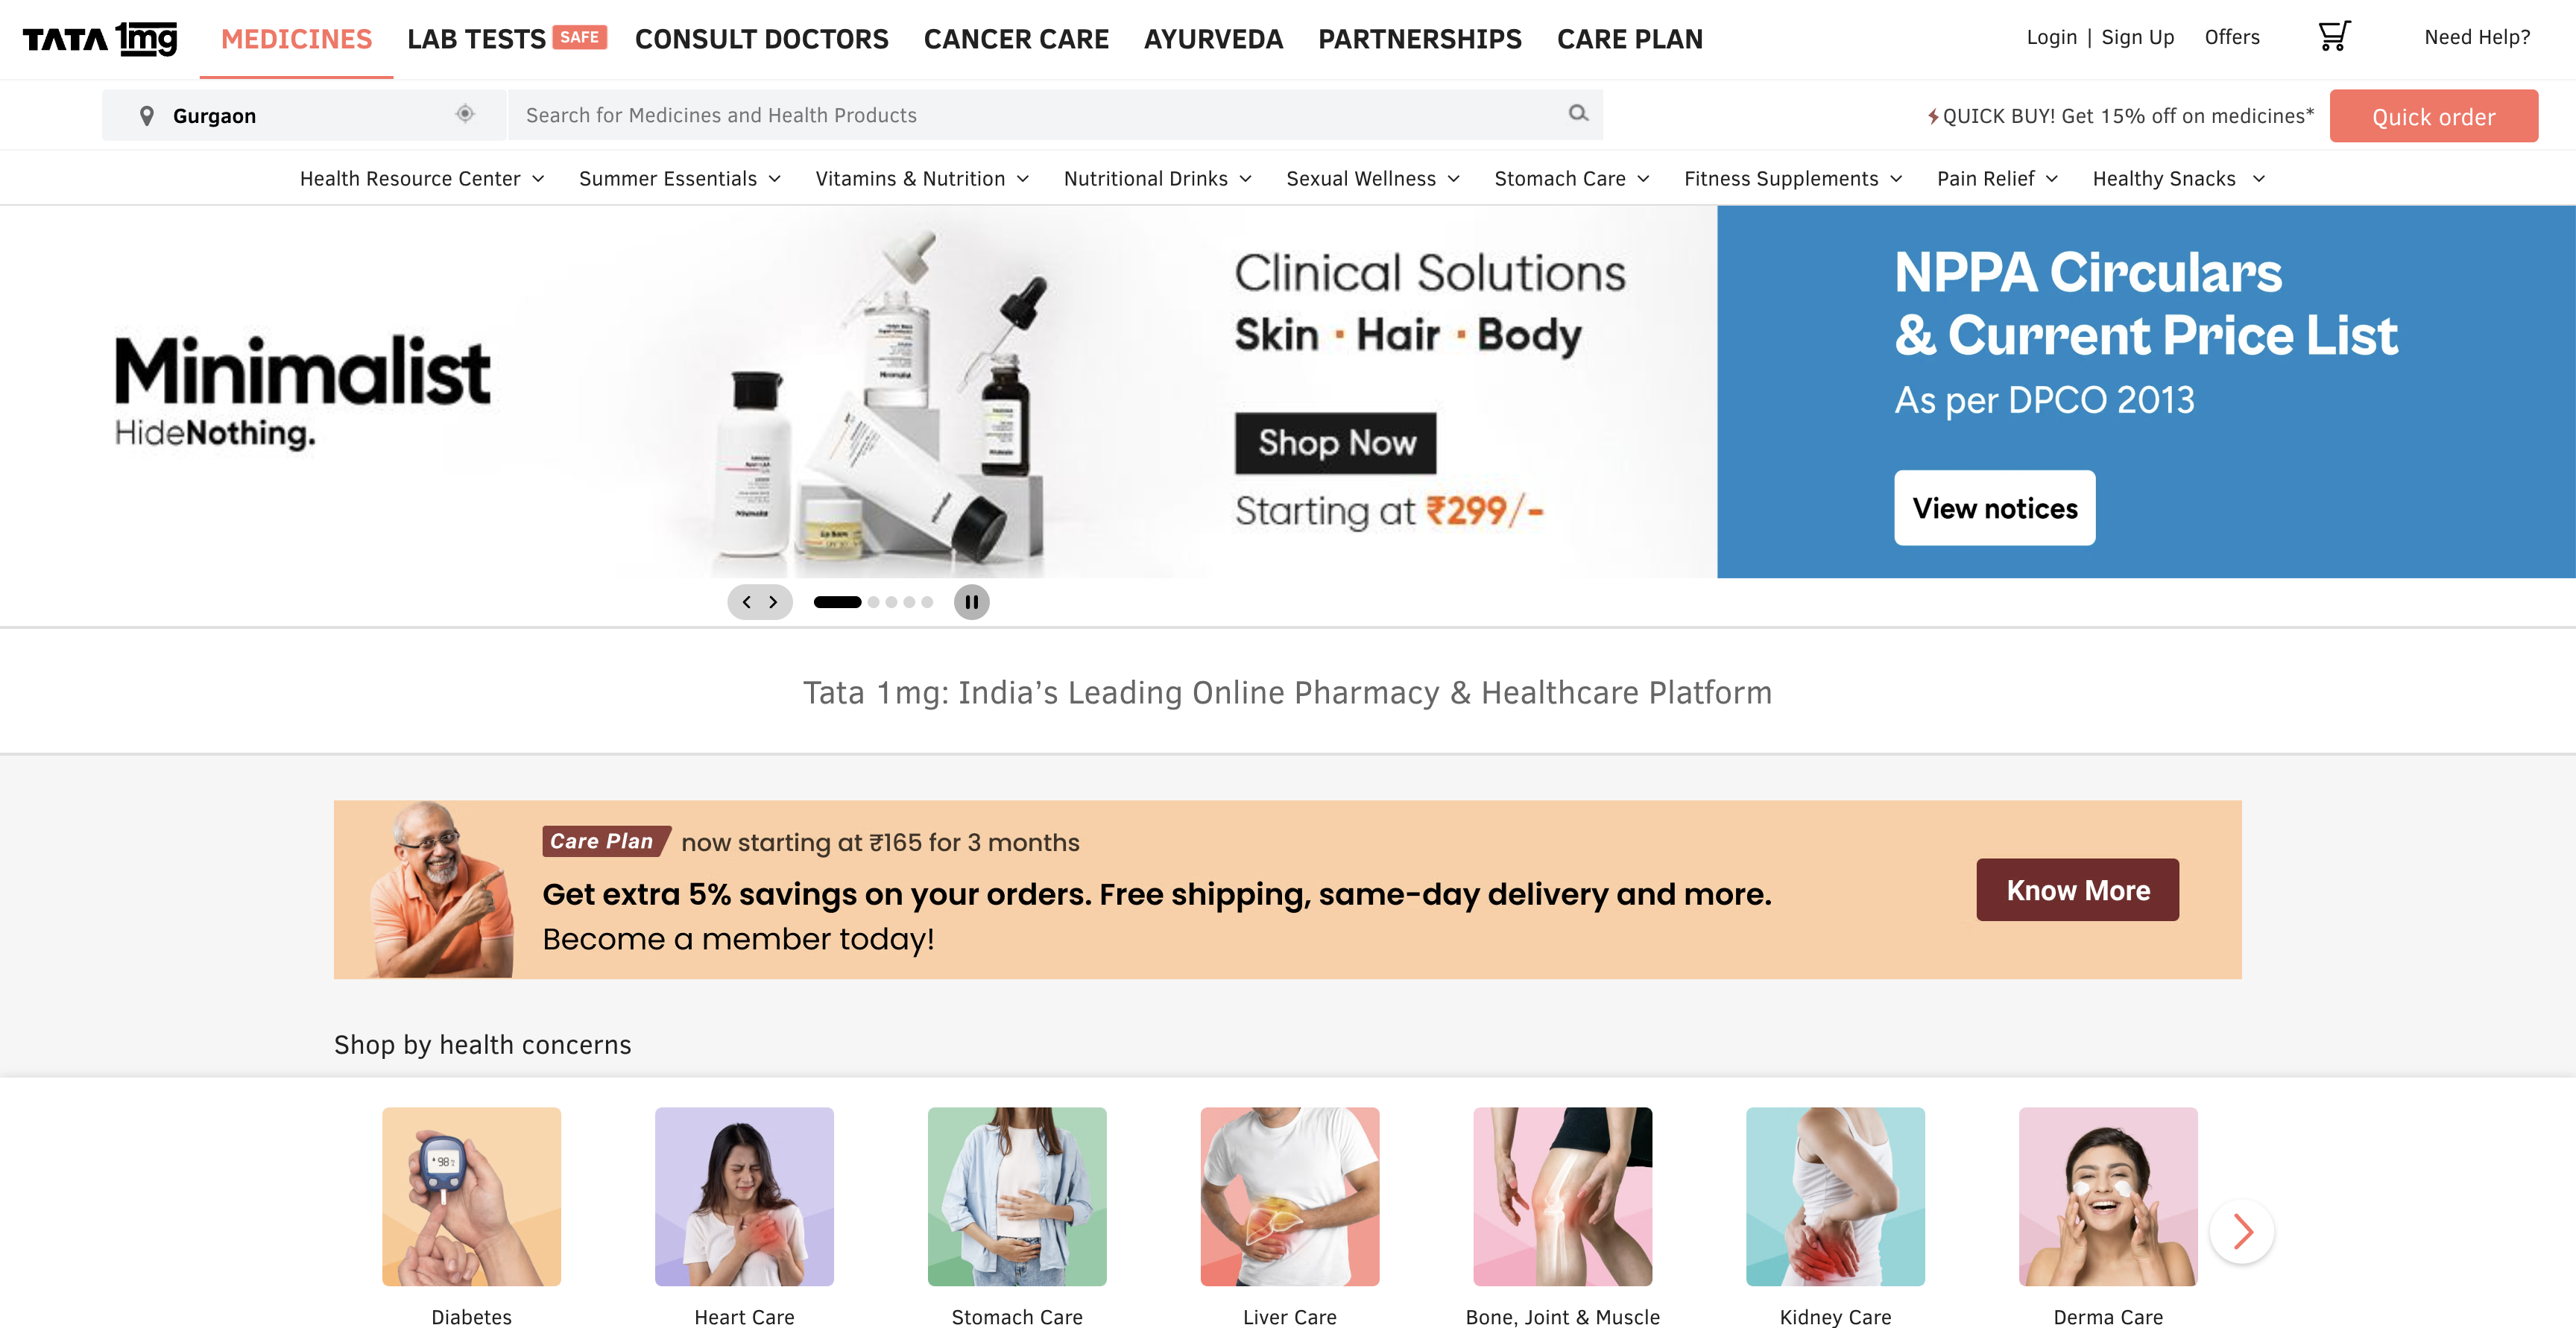 TATA 1mg
MEDICINES
LAB TESTS SAFE
CONSULT DOCTORS
CANCER CARE
AYURVEDA
PARTNERSHIPS
CARE PLAN
Login | Sign Up
Offers
Need Help?
Gurgaon
Search for Medicines and Health Products
QUICK BUY! Get 15% off on medicines*
Quick order
Health Resource Center
Summer Essentials
Vitamins & Nutrition
Nutritional Drinks
Sexual Wellness
Stomach Care
Fitness Supplements
Pain Relief
Healthy Snacks
Minimalist
HideNothing.
Minimalist
Minimalist
Minimalist
Lip Balm
Clinical Solutions
Skin · Hair · Body
Shop Now
Starting at ₹299/-
NPPA Circulars
& Current Price List
As per DPCO 2013
View notices
Tata 1mg: India’s Leading Online Pharmacy & Healthcare Platform
Care Plan now starting at ₹165 for 3 months
Get extra 5% savings on your orders. Free shipping, same-day delivery and more.
Become a member today!
Know More
Shop by health concerns
98
Diabetes
Heart Care
Stomach Care
Liver Care
Bone, Joint & Muscle
Kidney Care
Derma Care